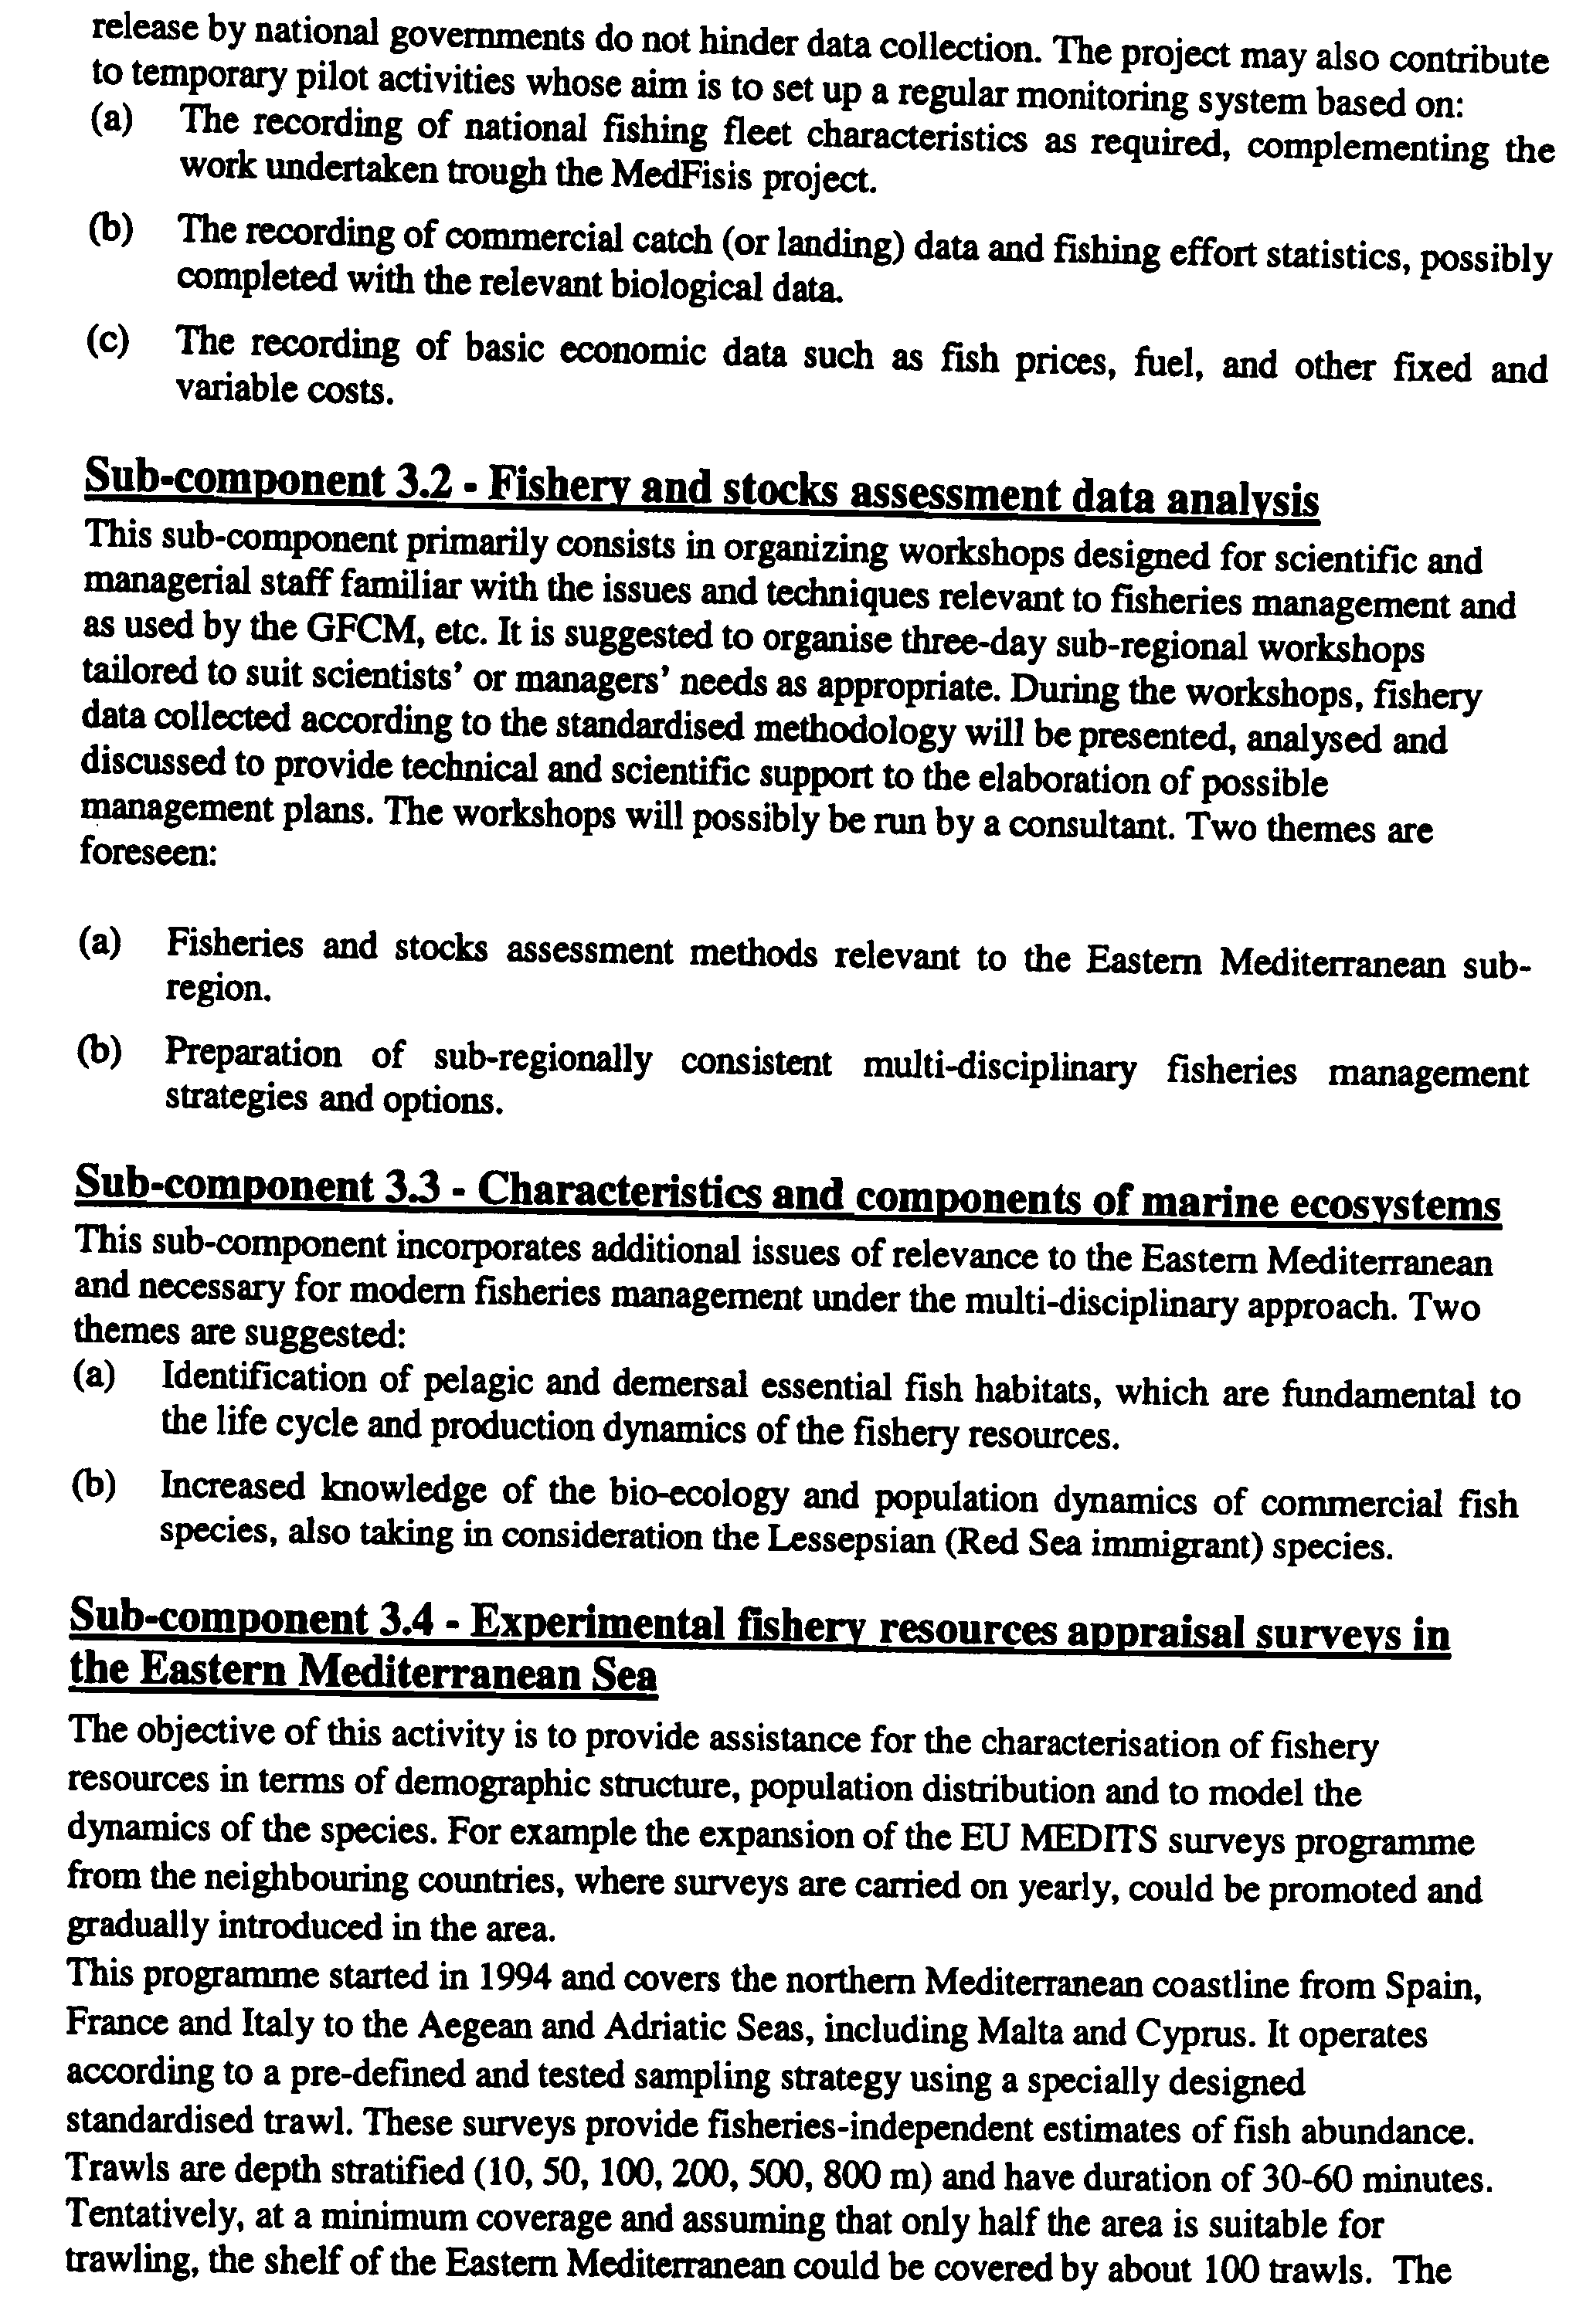 release by national governments do not hinder data collection. The project may also contribute
to temporary pilot activities whose aim is to set up a regular monitoring system based on:
(a) The recording of national fishing fleet characteristics as required, complementing the
work undertaken trough the MedFisis project.
(b) The recording of commercial catch (or landing) data and fishing effort statistics, possibly
completed with the relevant biological data.
(c) The recording of basic economic data such as fish prices, fuel, and other fixed and
variable costs.
Sub-component 3.2 - Fishery and stocks assessment data analysis
This sub-component primarily consists in organizing workshops designed for scientific and
managerial staff familiar with the issues and techniques relevant to fisheries management and
as used by the GFCM, etc. It is suggested to organise three-day sub-regional workshops
tailored to suit scientists’ or managers’ needs as appropriate. During the workshops, fishery
data collected according to the standardised methodology will be presented, analysed and
discussed to provide technical and scientific support to the elaboration of possible
management plans. The workshops will possibly be run by a consultant. Two themes are
foreseen:
(a) Fisheries and stocks assessment methods relevant to the Eastern Mediterranean sub-
region.
(b) Preparation of sub-regionally consistent multi-disciplinary fisheries management
strategies and options.
Sub-component 3.3 - Characteristics and components of marine ecosystems
This sub-component incorporates additional issues of relevance to the Eastern Mediterranean
and necessary for modern fisheries management under the multi-disciplinary approach. Two
themes are suggested:
(a) Identification of pelagic and demersal essential fish habitats, which are fundamental to
the life cycle and production dynamics of the fishery resources.
(b) Increased knowledge of the bio-ecology and population dynamics of commercial fish
species, also taking in consideration the Lessepsian (Red Sea immigrant) species.
Sub-component 3.4 - Experimental fishery resources appraisal surveys in
the Eastern Mediterranean Sea
The objective of this activity is to provide assistance for the characterisation of fishery
resources in terms of demographic structure, population distribution and to model the
dynamics of the species. For example the expansion of the EU MEDITS surveys programme
from the neighbouring countries, where surveys are carried on yearly, could be promoted and
gradually introduced in the area.
This programme started in 1994 and covers the northern Mediterranean coastline from Spain,
France and Italy to the Aegean and Adriatic Seas, including Malta and Cyprus. It operates
according to a pre-defined and tested sampling strategy using a specially designed
standardised trawl. These surveys provide fisheries-independent estimates of fish abundance.
Trawls are depth stratified (10, 50, 100, 200, 500, 800 m) and have duration of 30-60 minutes.
Tentatively, at a minimum coverage and assuming that only half the area is suitable for
trawling, the shelf of the Eastern Mediterranean could be covered by about 100 trawls. The